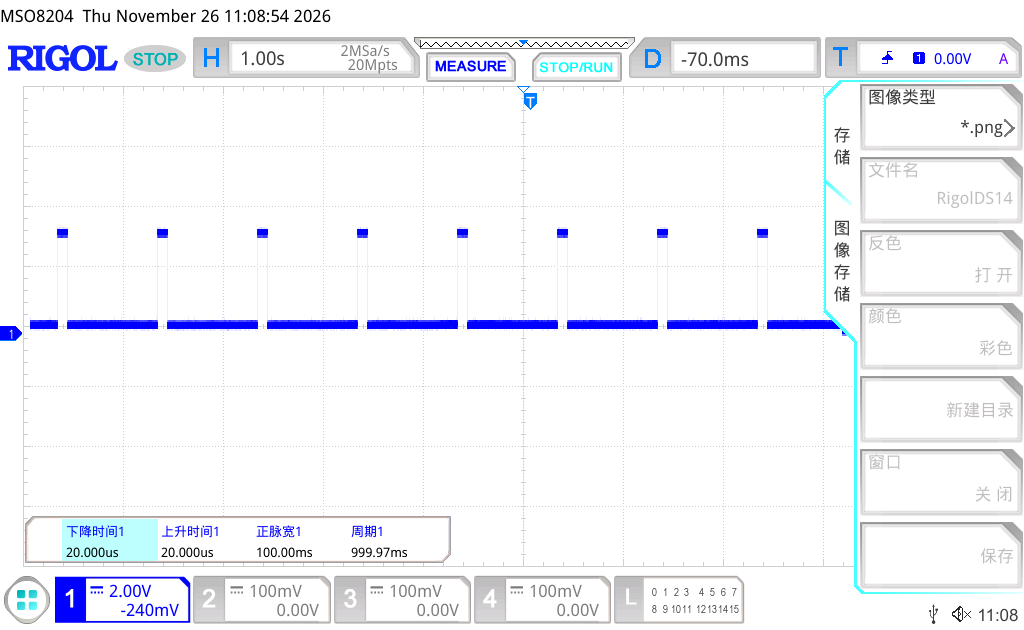 MSO8204 Thu November 26 11:08:54 2026
RIGOL STOP H 1.00s 2MSa/s 20Mpts MEASURE STOP/RUN D -70.0ms T 1 0.00V A
T
1
存储
图像存储
图像类型
*.png
文件名
RigolDS14
反色
打开
颜色
彩色
新建目录
窗口
关闭
保存
下降时间1 上升时间1 正脉宽1 周期1
20.000us 20.000us 100.00ms 999.97ms
1 2.00V -240mV
2 100mV 0.00V
3 100mV 0.00V
4 100mV 0.00V
L 0 1 2 3 4 5 6 7
8 9 10 11 12 13 14 15
11:08